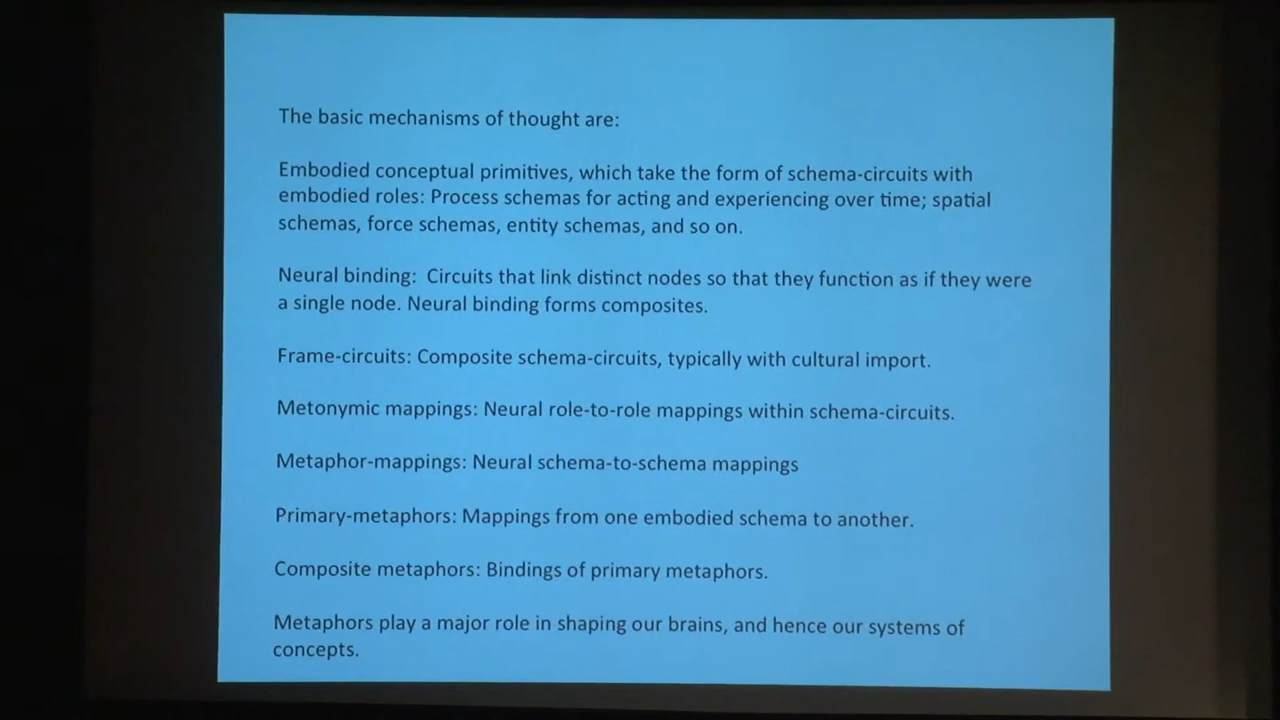 The basic mechanisms of thought are:
Embodied conceptual primitives, which take the form of schema-circuits with
embodied roles: Process schemas for acting and experiencing over time; spatial
schemas, force schemas, entity schemas, and so on.
Neural binding:  Circuits that link distinct nodes so that they function as if they were
a single node. Neural binding forms composites.
Frame-circuits: Composite schema-circuits, typically with cultural import.
Metonymic mappings: Neural role-to-role mappings within schema-circuits.
Metaphor-mappings: Neural schema-to-schema mappings
Primary-metaphors: Mappings from one embodied schema to another.
Composite metaphors: Bindings of primary metaphors.
Metaphors play a major role in shaping our brains, and hence our systems of
concepts.